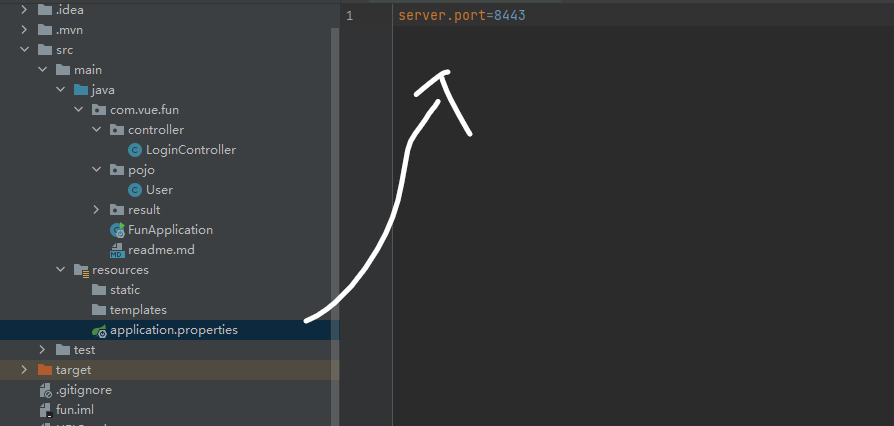 .idea
1 server.port=8443
.mvn
src
main
java
com.vue.fun
controller
C LoginController
pojo
C User
result
FunApplication
MD readme.md
resources
static
templates
application.properties
test
target
.gitignore
fun.iml